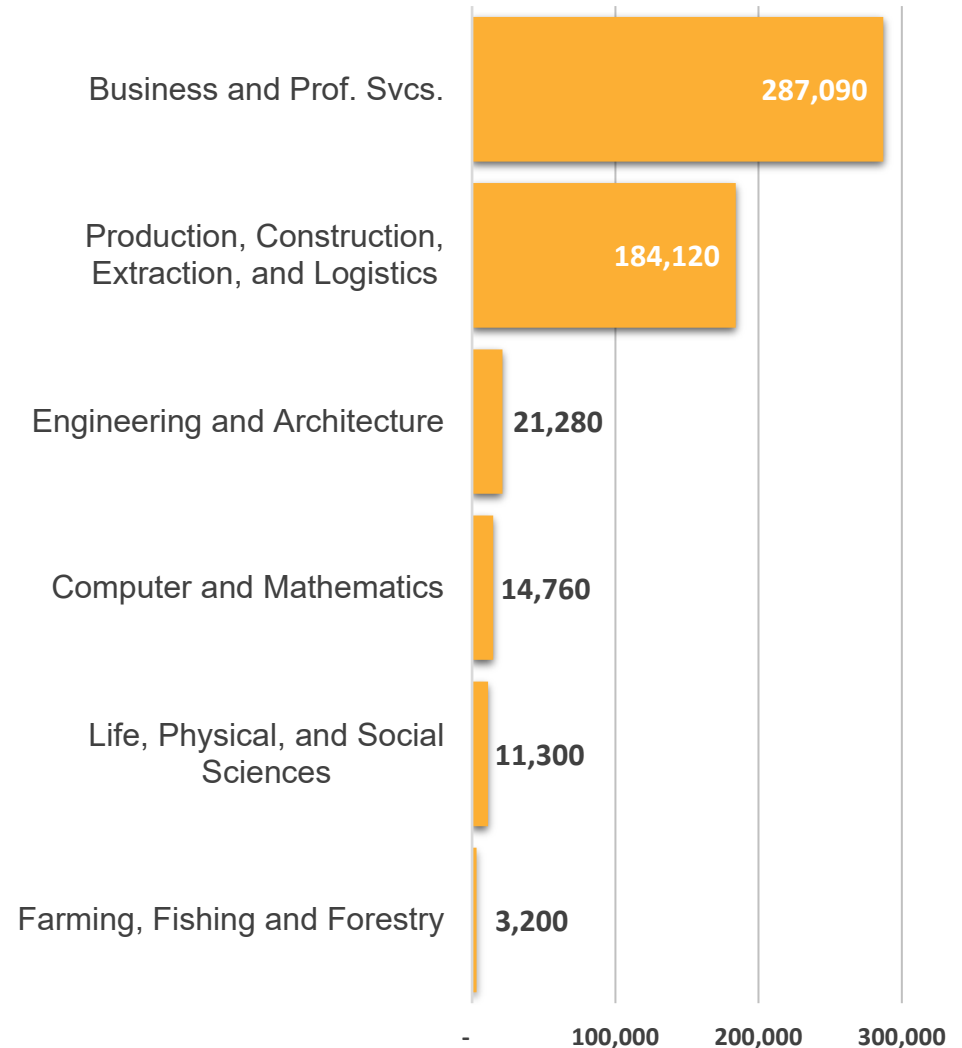 Business and Prof. Svcs.
287,090
Production, Construction,
Extraction, and Logistics
184,120
Engineering and Architecture
21,280
Computer and Mathematics
14,760
Life, Physical, and Social
Sciences
11,300
Farming, Fishing and Forestry
3,200
- 100,000 200,000 300,000